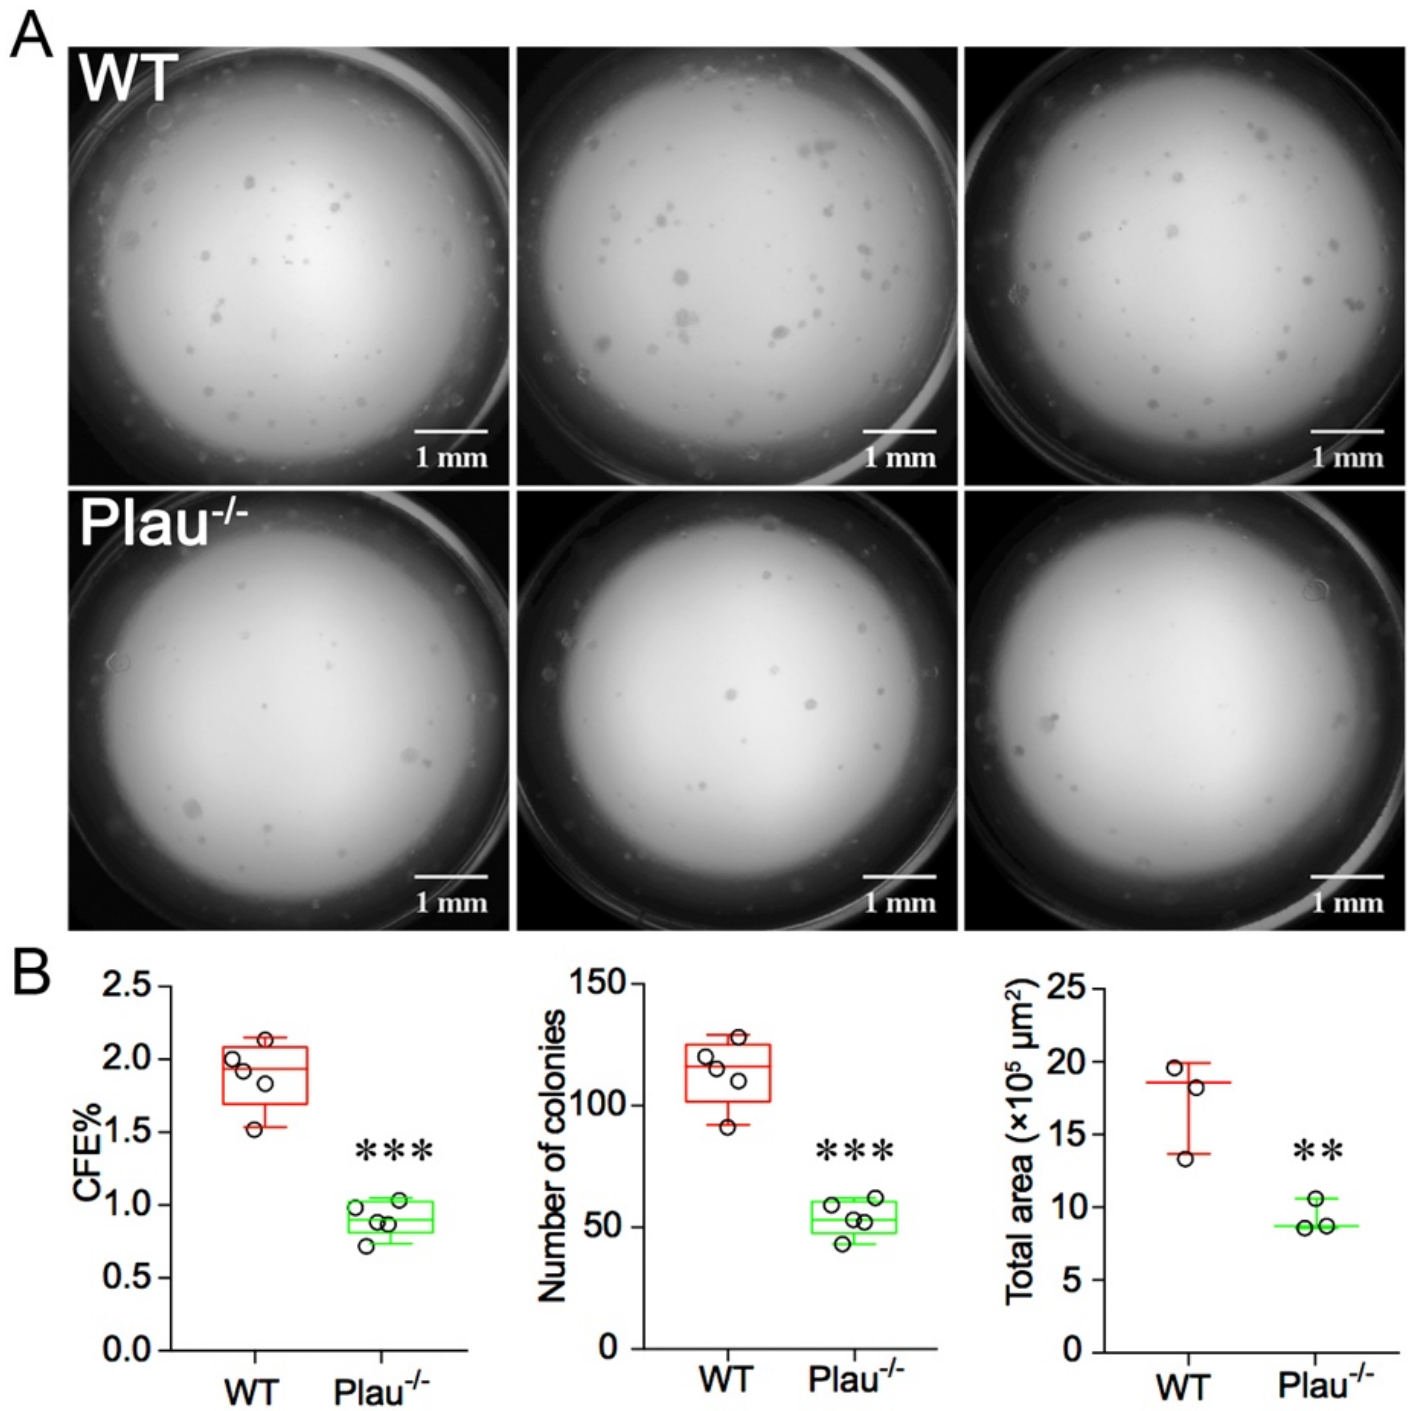 A
WT
1 mm
1 mm
1 mm
Plau-/-
1 mm
1 mm
1 mm
B
CFE%
2.5
2.0
1.5
1.0
0.5
0.0
***
WT
Plau-/-
Number of colonies
150
100
50
0
***
WT
Plau-/-
Total area (×10⁵ µm²)
25
20
15
10
5
0
**
WT
Plau-/-